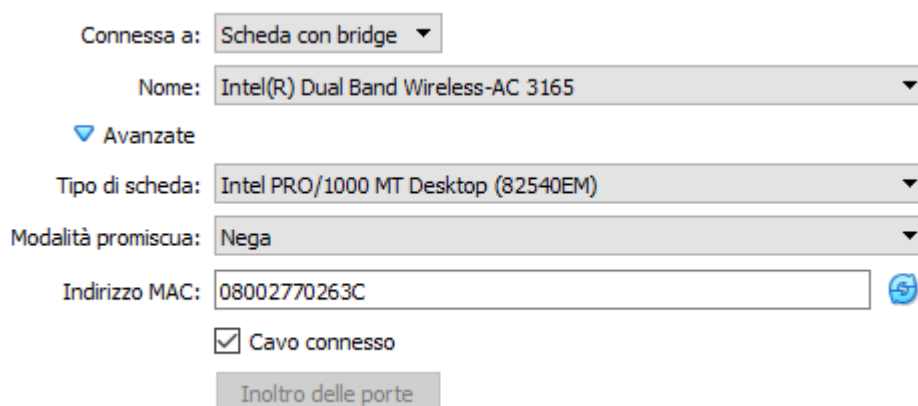 Connessa a: Scheda con bridge
Nome: Intel(R) Dual Band Wireless-AC 3165
Avanzate
Tipo di scheda: Intel PRO/1000 MT Desktop (82540EM)
Modalità promiscua: Nega
Indirizzo MAC: 08002770263C
Cavo connesso
Inoltro delle porte